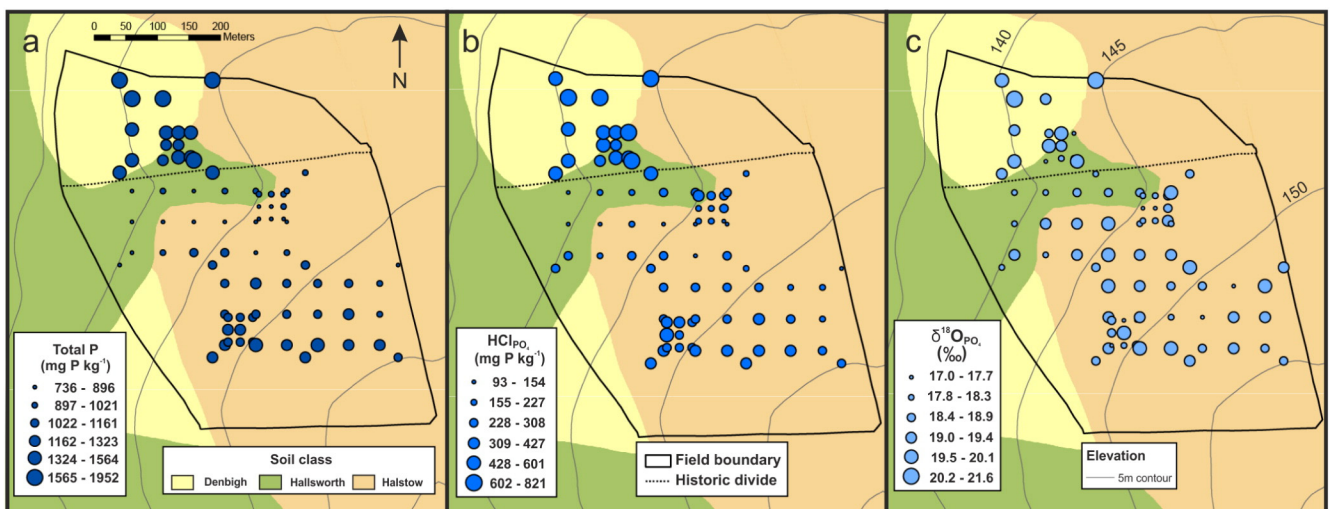 a
0 50 100 150 200
Meters
N
Total P
(mg P kg⁻¹)
736 - 896
897 - 1021
1022 - 1161
1162 - 1323
1324 - 1564
1565 - 1952
Soil class
Denbigh
Hallsworth
Halstow
b
HCl_PO₄
(mg P kg⁻¹)
93 - 154
155 - 227
228 - 308
309 - 427
428 - 601
602 - 821
Field boundary
Historic divide
c
140
145
150
δ¹⁸O_PO₄
(‰)
17.0 - 17.7
17.8 - 18.3
18.4 - 18.9
19.0 - 19.4
19.5 - 20.1
20.2 - 21.6
Elevation
5m contour